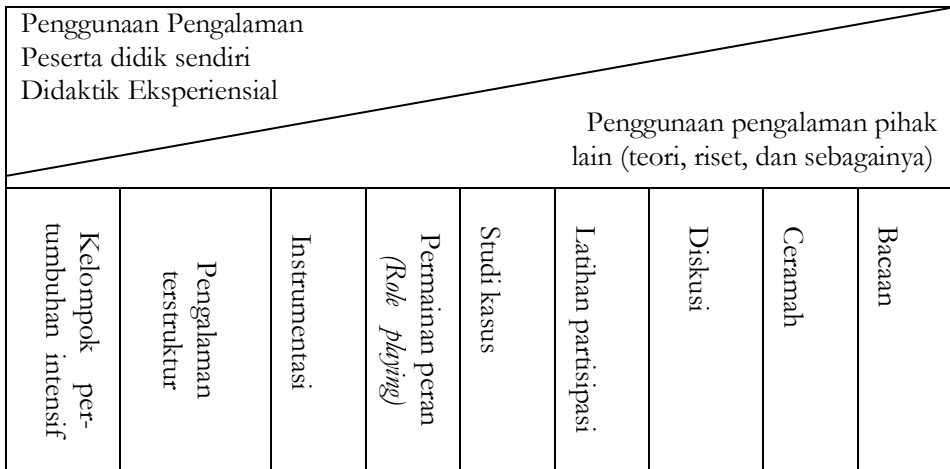 Penggunaan Pengalaman
Peserta didik sendiri
Didaktik Eksperiensial
Penggunaan pengalaman pihak
lain (teori, riset, dan sebagainya)
Kelompok per-
tumbuhan intensif
Pengalaman
terstruktur
Instrumentasi
Permainan peran
(Role playing)
Studi kasus
Latihan partisipasi
Diskusi
Ceramah
Bacaan